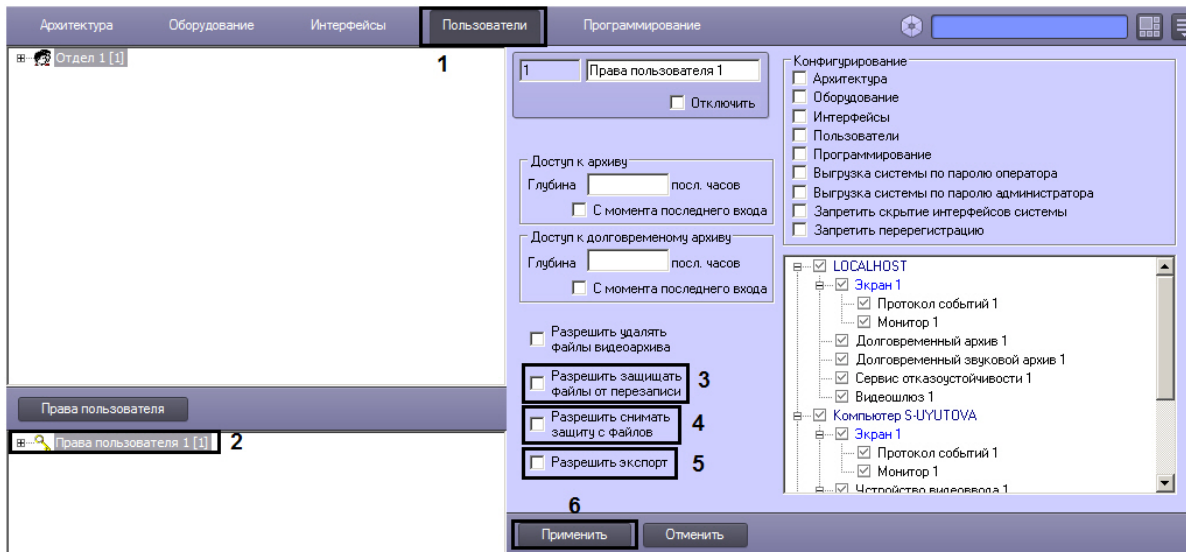 Архитектура Оборудование Интерфейсы Пользователи Программирование
Отдел 1 [1]
1
Права пользователя
Права пользователя 1 [1]
2
1 Права пользователя 1
Отключить
Доступ к архиву
Глубина посл. часов
С момента последнего входа
Доступ к долговременому архиву
Глубина посл. часов
С момента последнего входа
Разрешить удалять
файлы видеоархива
Разрешить защищать
файлы от перезаписи
3
Разрешить снимать
защиту с файлов
4
Разрешить экспорт
5
Конфигурирование
Архитектура
Оборудование
Интерфейсы
Пользователи
Программирование
Выгрузка системы по паролю оператора
Выгрузка системы по паролю администратора
Запретить скрытие интерфейсов системы
Запретить перерегистрацию
LOCALHOST
Экран 1
Протокол событий 1
Монитор 1
Долговременный архив 1
Долговременный звуковой архив 1
Сервис отказоустойчивости 1
Видеошлюз 1
Компьютер S-UYUTOVA
Экран 1
Протокол событий 1
Монитор 1
Устройство видеоввода 1
6
Применить Отменить